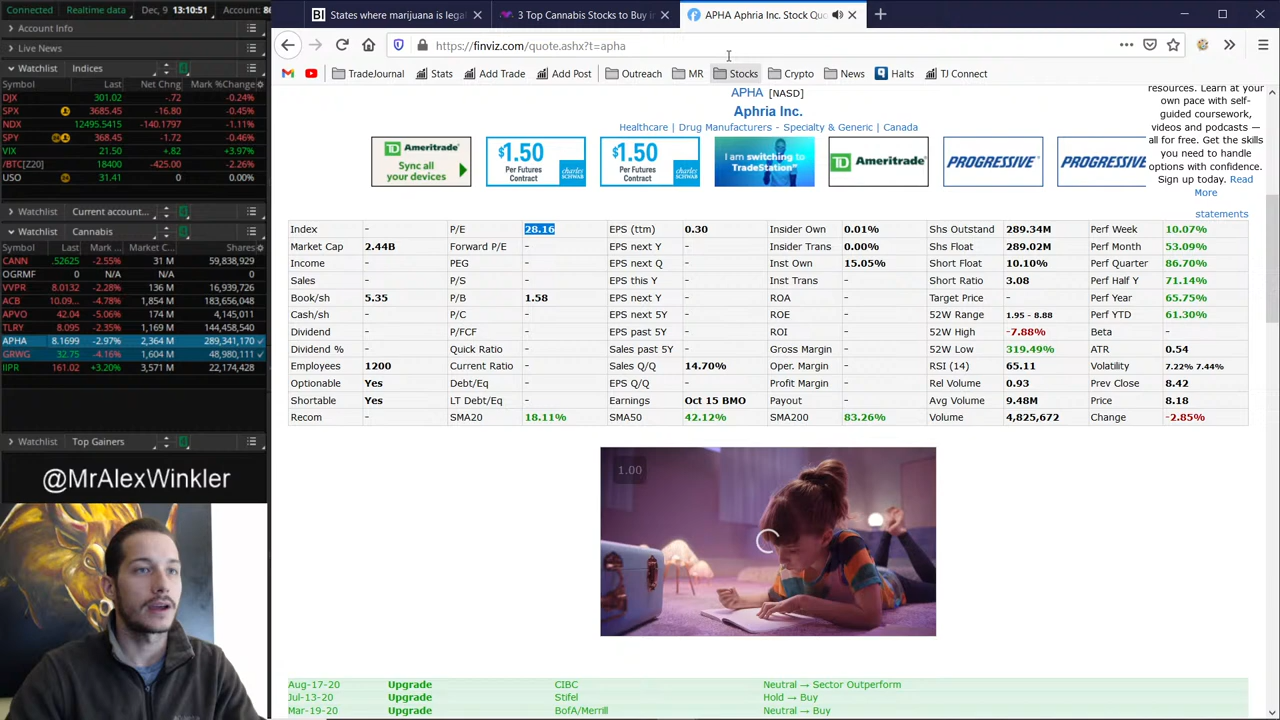 Connected Realtime data Dec, 9 13:10:51 Account: 86
Account Info
Live News
Watchlist Indices
Symbol Last Net Chng Mark %Change
DJX 301.02 -.72 -0.24%
SPX 3685.45 -16.80 -0.45%
NDX 12495.5415 -140.1797 -1.11%
SPY 368.45 -1.72 -0.46%
VIX 21.50 +.82 +3.97%
/BTC[Z20] 18400 -425.00 -2.26%
USO 31.41 0 0.00%
Watchlist Current account...
Watchlist Cannabis
Symbol Last Mark ... Market C... Shares
CANN .52625 -2.55% 31 M 59,838,929
OGRMF 0 N/A N/A 0
VVPR 8.0132 -2.28% 136 M 16,939,726
ACB 10.09... -4.78% 1,854 M 183,656,048
APVO 42.04 -5.06% 4,145,011
TLRY 8.095 -2.35% 1,169 M 144,458,540
APHA 8.1699 -2.97% 2,364 M 289,341,170
GRWG 32.75 -4.16% 1,604 M 48,980,111
IIPR 161.02 +3.20% 3,571 M 22,174,428
Watchlist Top Gainers
@MrAlexWinkler
BI States where marijuana is legal
3 Top Cannabis Stocks to Buy in
APHA Aphria Inc. Stock Quo
https://finviz.com/quote.ashx?t=apha
TradeJournal Stats Add Trade Add Post Outreach MR Stocks Crypto News Halts TJ Connect
APHA [NASD]
Aphria Inc.
Healthcare | Drug Manufacturers - Specialty & Generic | Canada
resources. Learn at your
own pace with self-
guided coursework,
videos and podcasts —
all for free. Get the skills
you need to handle
options with confidence.
Sign up today. Read
More
Ameritrade
Sync all
your devices
$1.50
Per Futures
Contract
charles
SCHWAB
$1.50
Per Futures
Contract
charles
SCHWAB
I am switching to
TradeStation
Ameritrade
PROGRESSIVE
PROGRESSIVE
statements
Index - P/E 28.16 EPS (ttm) 0.30 Insider Own 0.01% Shs Outstand 289.34M Perf Week 10.07%
Market Cap 2.44B Forward P/E - EPS next Y - Insider Trans 0.00% Shs Float 289.02M Perf Month 53.09%
Income - PEG - EPS next Q - Inst Own 15.05% Short Float 10.10% Perf Quarter 86.70%
Sales - P/S - EPS this Y - Inst Trans - Short Ratio 3.08 Perf Half Y 71.14%
Book/sh 5.35 P/B 1.58 EPS next Y - ROA - Target Price - Perf Year 65.75%
Cash/sh - P/C - EPS next 5Y - ROE - 52W Range 1.95 - 8.88 Perf YTD 61.30%
Dividend - P/FCF - EPS past 5Y - ROI - 52W High -7.88% Beta -
Dividend % - Quick Ratio - Sales past 5Y - Gross Margin - 52W Low 319.49% ATR 0.54
Employees 1200 Current Ratio - Sales Q/Q 14.70% Oper. Margin - RSI (14) 65.11 Volatility 7.22% 7.44%
Optionable Yes Debt/Eq - EPS Q/Q - Profit Margin - Rel Volume 0.93 Prev Close 8.42
Shortable Yes LT Debt/Eq - Earnings Oct 15 BMO Payout - Avg Volume 9.48M Price 8.18
Recom - SMA20 18.11% SMA50 42.12% SMA200 83.26% Volume 4,825,672 Change -2.85%
1.00
Aug-17-20 Upgrade CIBC Neutral → Sector Outperform
Jul-13-20 Upgrade Stifel Hold → Buy
Mar-19-20 Upgrade BofA/Merrill Neutral → Buy